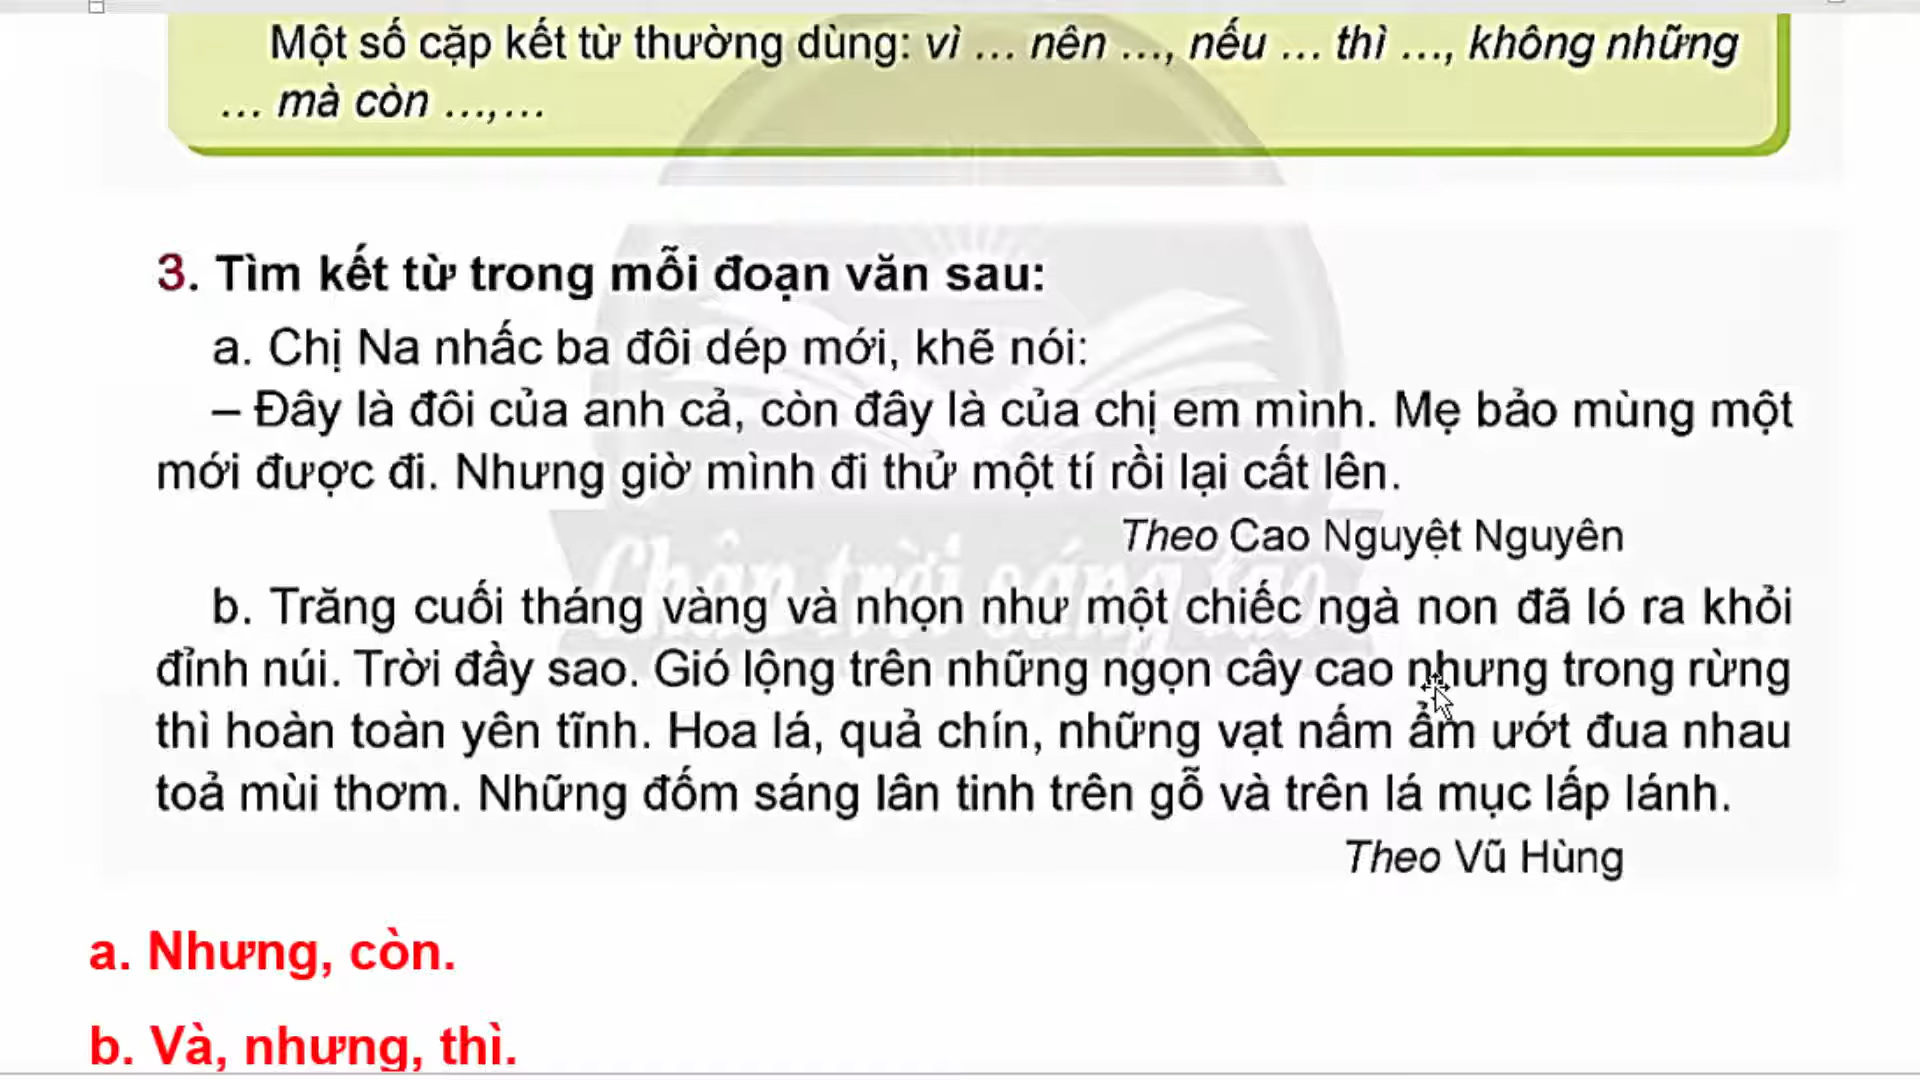 Một số cặp kết từ thường dùng: vì ... nên ..., nếu ... thì ..., không những
... mà còn ...,...
3. Tìm kết từ trong mỗi đoạn văn sau:
a. Chị Na nhấc ba đôi dép mới, khẽ nói:
– Đây là đôi của anh cả, còn đây là của chị em mình. Mẹ bảo mùng một
mới được đi. Nhưng giờ mình đi thử một tí rồi lại cất lên.
Theo Cao Nguyệt Nguyên
Chân trời sáng tạo
b. Trăng cuối tháng vàng và nhọn như một chiếc ngà non đã ló ra khỏi
đỉnh núi. Trời đầy sao. Gió lộng trên những ngọn cây cao nhưng trong rừng
thì hoàn toàn yên tĩnh. Hoa lá, quả chín, những vạt nấm ẩm ướt đua nhau
toả mùi thơm. Những đốm sáng lân tinh trên gỗ và trên lá mục lấp lánh.
Theo Vũ Hùng
a. Nhưng, còn.
b. Và, nhưng, thì.